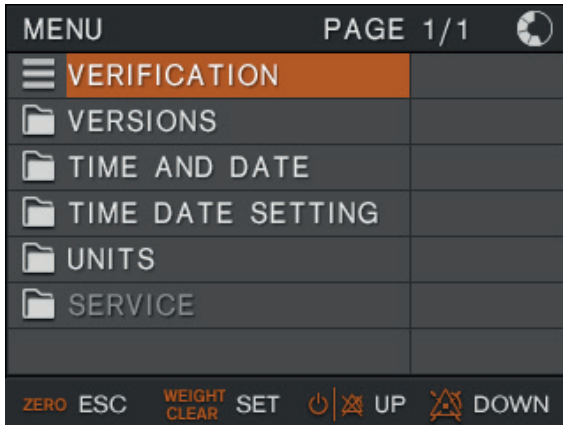 MENU PAGE 1/1
VERIFICATION
VERSIONS
TIME AND DATE
TIME DATE SETTING
UNITS
SERVICE
ZERO ESC WEIGHT CLEAR SET UP DOWN